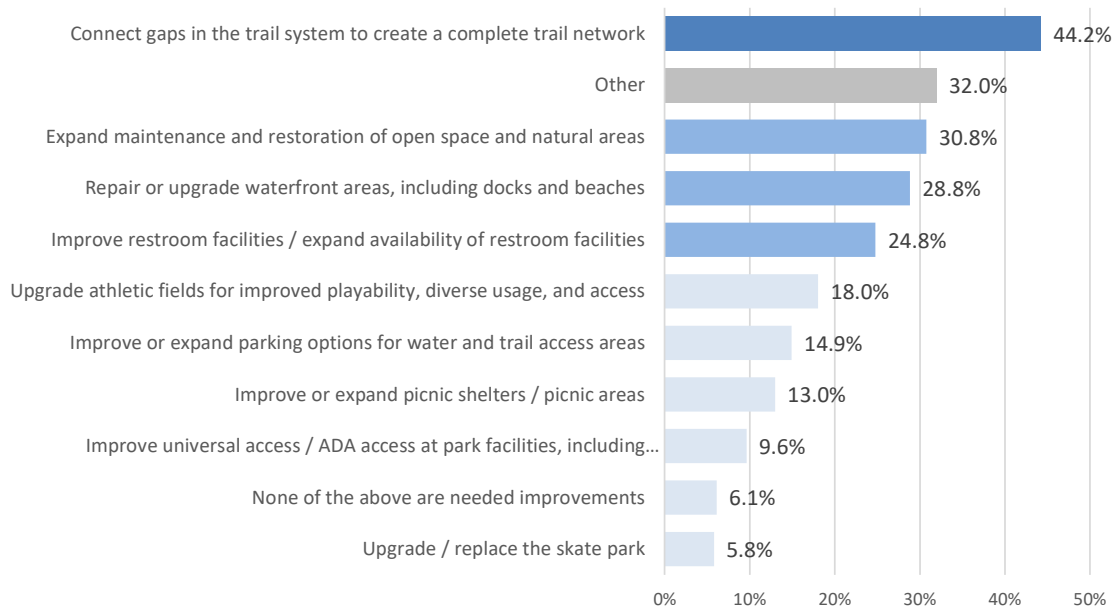 Connect gaps in the trail system to create a complete trail network 44.2%
Other 32.0%
Expand maintenance and restoration of open space and natural areas 30.8%
Repair or upgrade waterfront areas, including docks and beaches 28.8%
Improve restroom facilities / expand availability of restroom facilities 24.8%
Upgrade athletic fields for improved playability, diverse usage, and access 18.0%
Improve or expand parking options for water and trail access areas 14.9%
Improve or expand picnic shelters / picnic areas 13.0%
Improve universal access / ADA access at park facilities, including… 9.6%
None of the above are needed improvements 6.1%
Upgrade / replace the skate park 5.8%
0% 10% 20% 30% 40% 50%